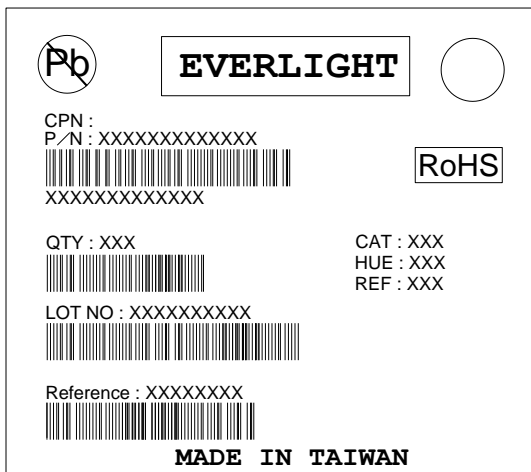 Pb
EVERLIGHT
CPN :
P/N : XXXXXXXXXXXXX
RoHS
XXXXXXXXXXXXX
QTY : XXX
CAT : XXX
HUE : XXX
REF : XXX
LOT NO : XXXXXXXXXX
Reference : XXXXXXXX
MADE IN TAIWAN